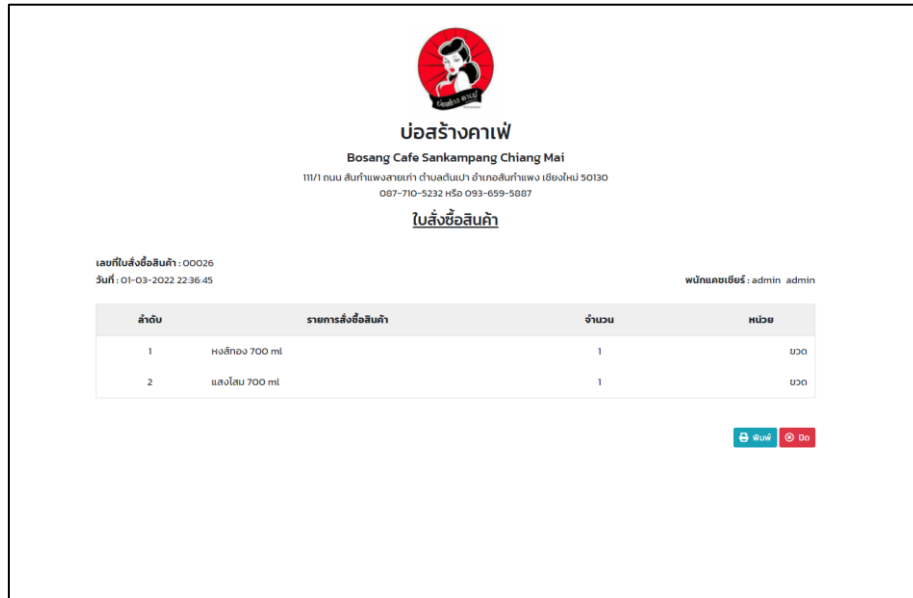 บ่อสร้าง คาเฟ่
บ่อสร้างคาเฟ่
Bosang Cafe Sankampang Chiang Mai
111/1 ถนน สันกำแพงสายเก่า ตำบลต้นเปา อำเภอสันกำแพง เชียงใหม่ 50130
087-710-5232 หรือ 093-659-5887
ใบสั่งซื้อสินค้า
เลขที่ใบสั่งซื้อสินค้า : 00026
วันที่ : 01-03-2022 22:36:45
พนักแคชเชียร์ : admin admin
ลำดับ รายการสั่งซื้อสินค้า จำนวน หน่วย
1 หงส์ทอง 700 ml 1 ขวด
2 แสงโสม 700 ml 1 ขวด
พิมพ์ ปิด